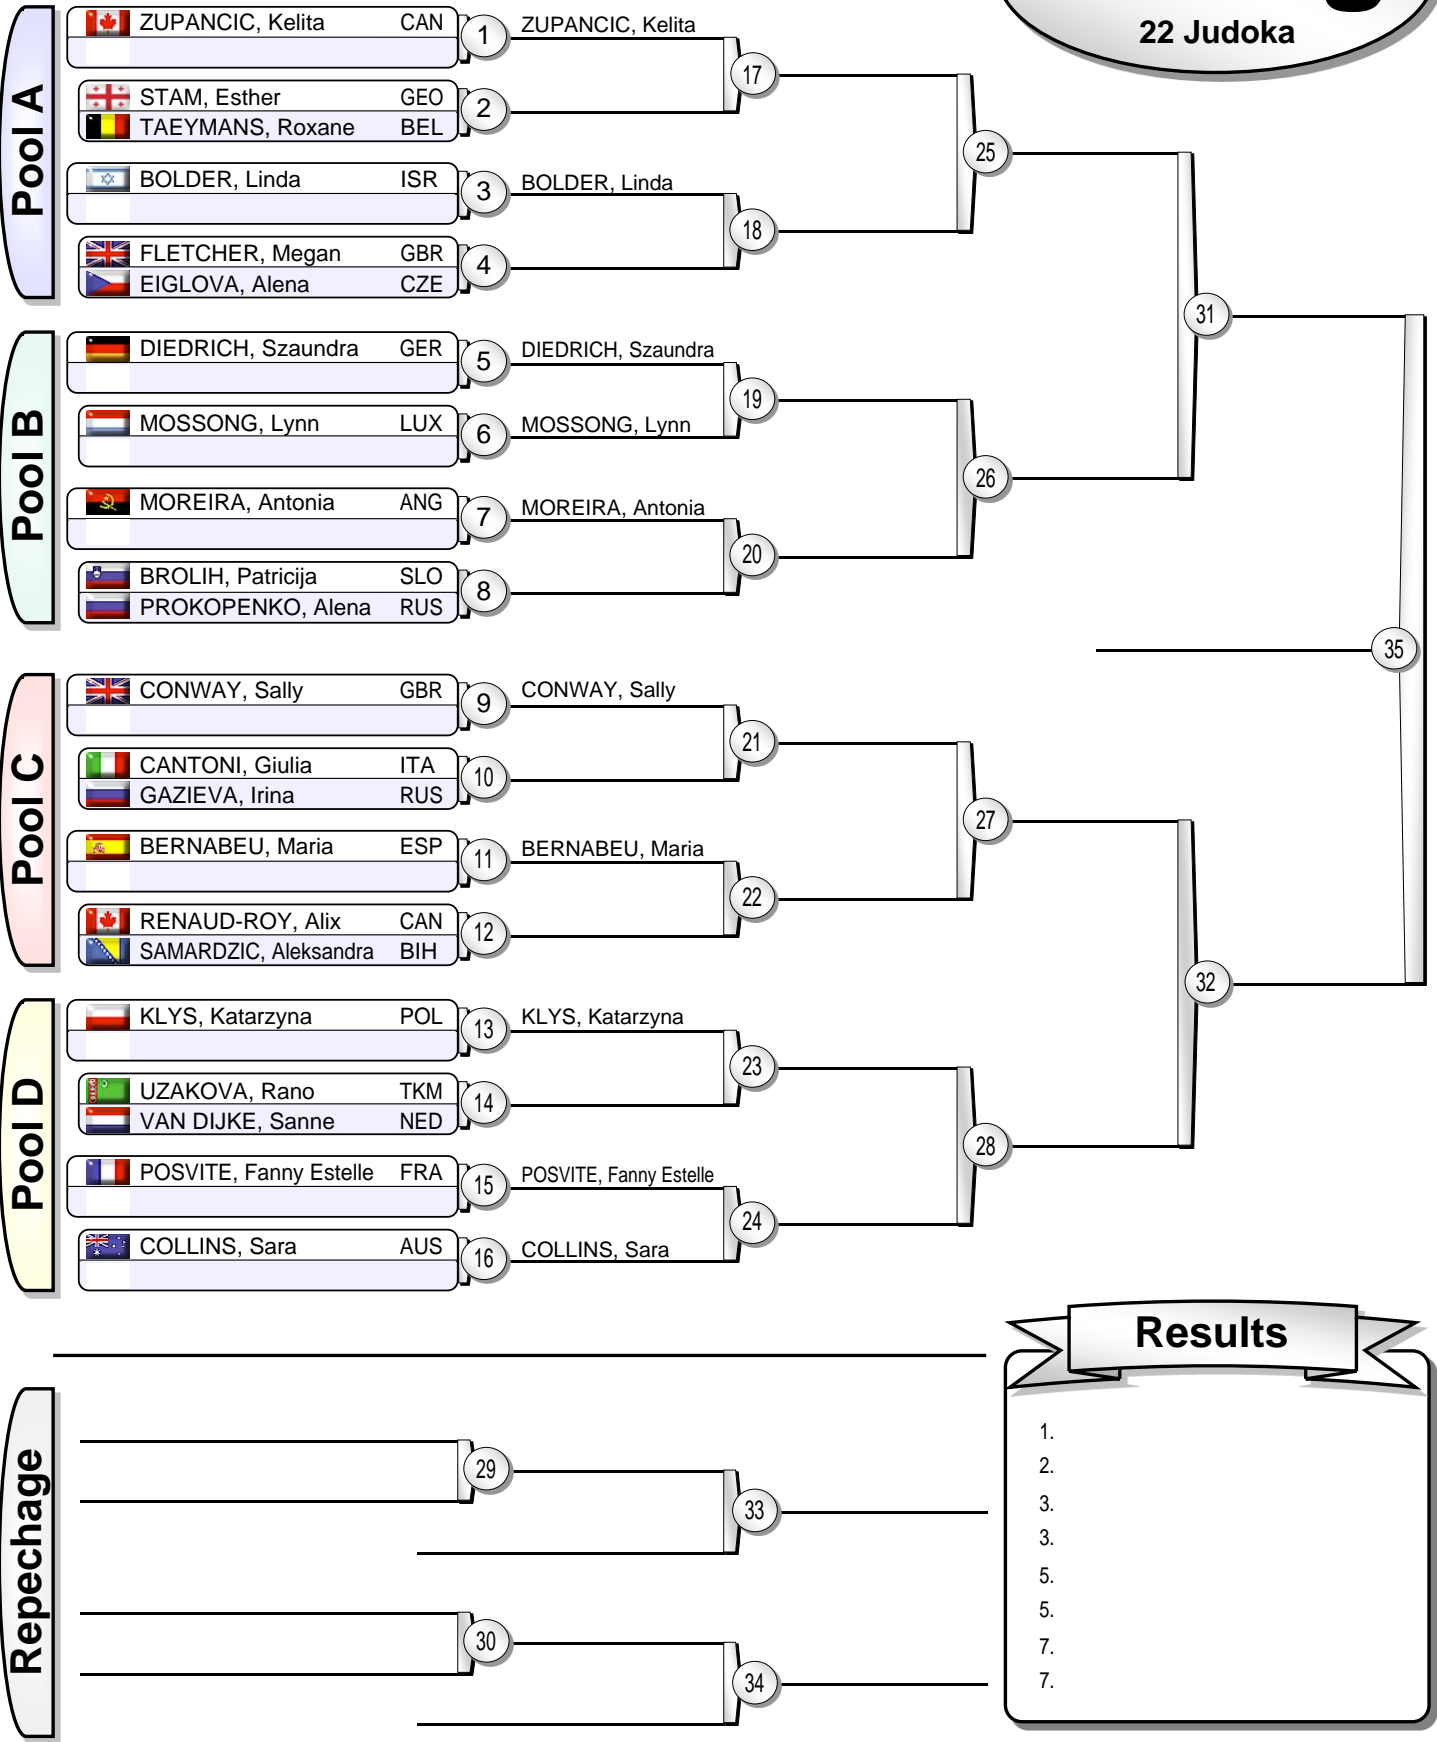 22 Judoka
Pool A
ZUPANCIC, Kelita CAN 1 ZUPANCIC, Kelita
17
STAM, Esther GEO
TAEYMANS, Roxane BEL
2
25
BOLDER, Linda ISR 3 BOLDER, Linda
18
FLETCHER, Megan GBR
EIGLOVA, Alena CZE
4
31
Pool B
DIEDRICH, Szaundra GER 5 DIEDRICH, Szaundra
19
MOSSONG, Lynn LUX 6 MOSSONG, Lynn
26
MOREIRA, Antonia ANG 7 MOREIRA, Antonia
20
BROLIH, Patricija SLO
PROKOPENKO, Alena RUS
8
35
Pool C
CONWAY, Sally GBR 9 CONWAY, Sally
21
CANTONI, Giulia ITA
GAZIEVA, Irina RUS
10
27
BERNABEU, Maria ESP 11 BERNABEU, Maria
22
RENAUD-ROY, Alix CAN
SAMARDZIC, Aleksandra BIH
12
32
Pool D
KLYS, Katarzyna POL 13 KLYS, Katarzyna
23
UZAKOVA, Rano TKM
VAN DIJKE, Sanne NED
14
28
POSVITE, Fanny Estelle FRA 15 POSVITE, Fanny Estelle
24
COLLINS, Sara AUS 16 COLLINS, Sara
Repechage
29
33
30
34
Results
1.
2.
3.
3.
5.
5.
7.
7.